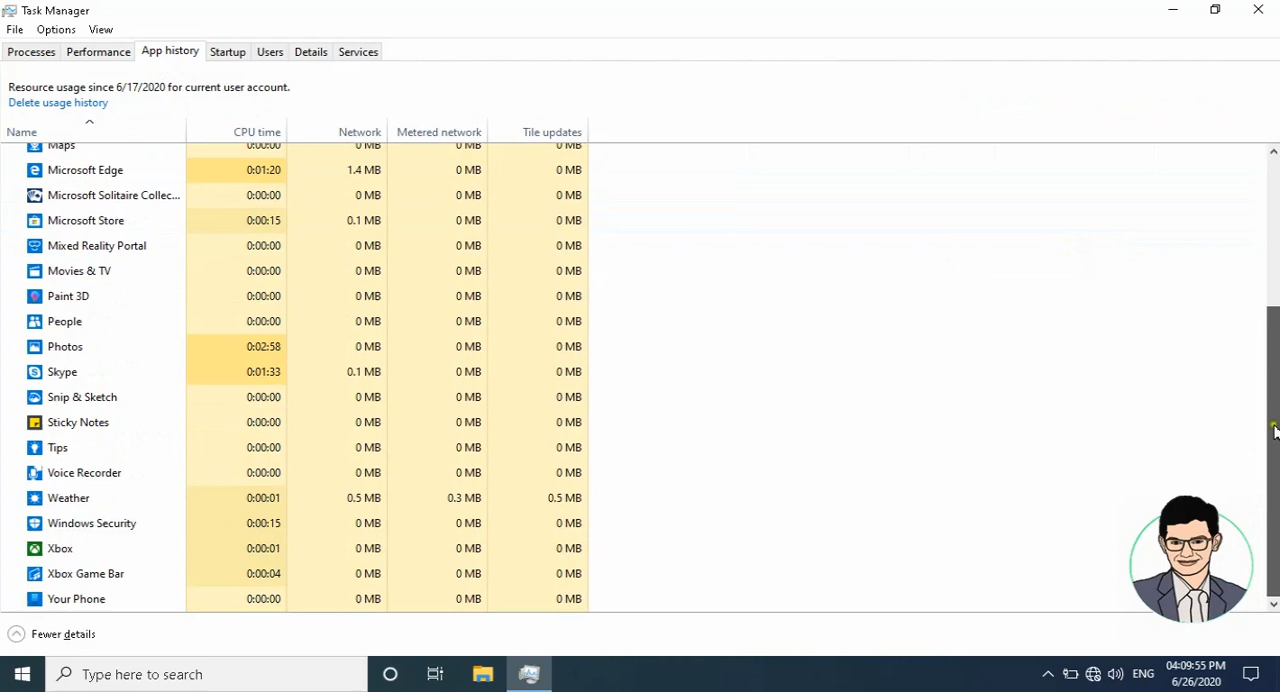 Task Manager
File Options View
Processes Performance App history Startup Users Details Services
Resource usage since 6/17/2020 for current user account.
Delete usage history
Name CPU time Network Metered network Tile updates
Maps 0:00:00 0 MB 0 MB 0 MB
Microsoft Edge 0:01:20 1.4 MB 0 MB 0 MB
Microsoft Solitaire Collec... 0:00:00 0 MB 0 MB 0 MB
Microsoft Store 0:00:15 0.1 MB 0 MB 0 MB
Mixed Reality Portal 0:00:00 0 MB 0 MB 0 MB
Movies & TV 0:00:00 0 MB 0 MB 0 MB
Paint 3D 0:00:00 0 MB 0 MB 0 MB
People 0:00:00 0 MB 0 MB 0 MB
Photos 0:02:58 0 MB 0 MB 0 MB
Skype 0:01:33 0.1 MB 0 MB 0 MB
Snip & Sketch 0:00:00 0 MB 0 MB 0 MB
Sticky Notes 0:00:00 0 MB 0 MB 0 MB
Tips 0:00:00 0 MB 0 MB 0 MB
Voice Recorder 0:00:00 0 MB 0 MB 0 MB
Weather 0:00:01 0.5 MB 0.3 MB 0.5 MB
Windows Security 0:00:15 0 MB 0 MB 0 MB
Xbox 0:00:01 0 MB 0 MB 0 MB
Xbox Game Bar 0:00:04 0 MB 0 MB 0 MB
Your Phone 0:00:00 0 MB 0 MB 0 MB
Fewer details
Type here to search
ENG
04:09:55 PM
6/26/2020